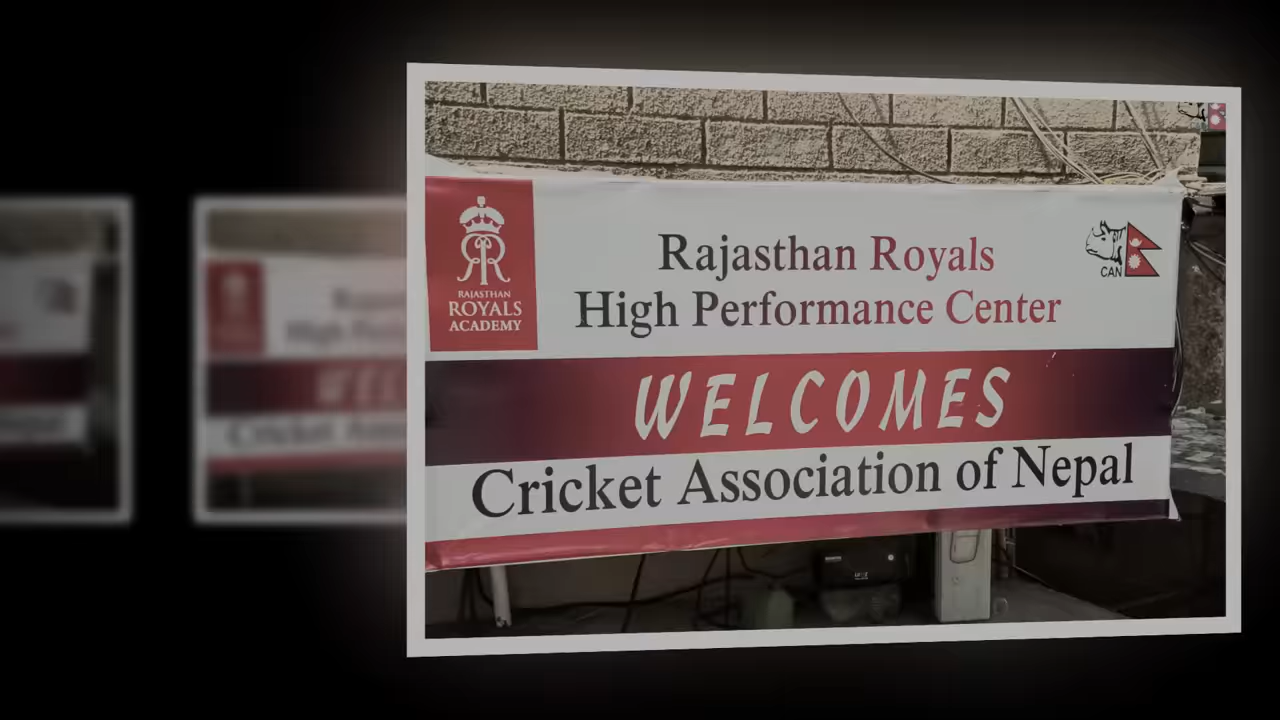 Rajasthan Royals
High Performance Center
RAJASTHAN
ROYALS
ACADEMY
CAN
WELCOMES
Cricket Association of Nepal